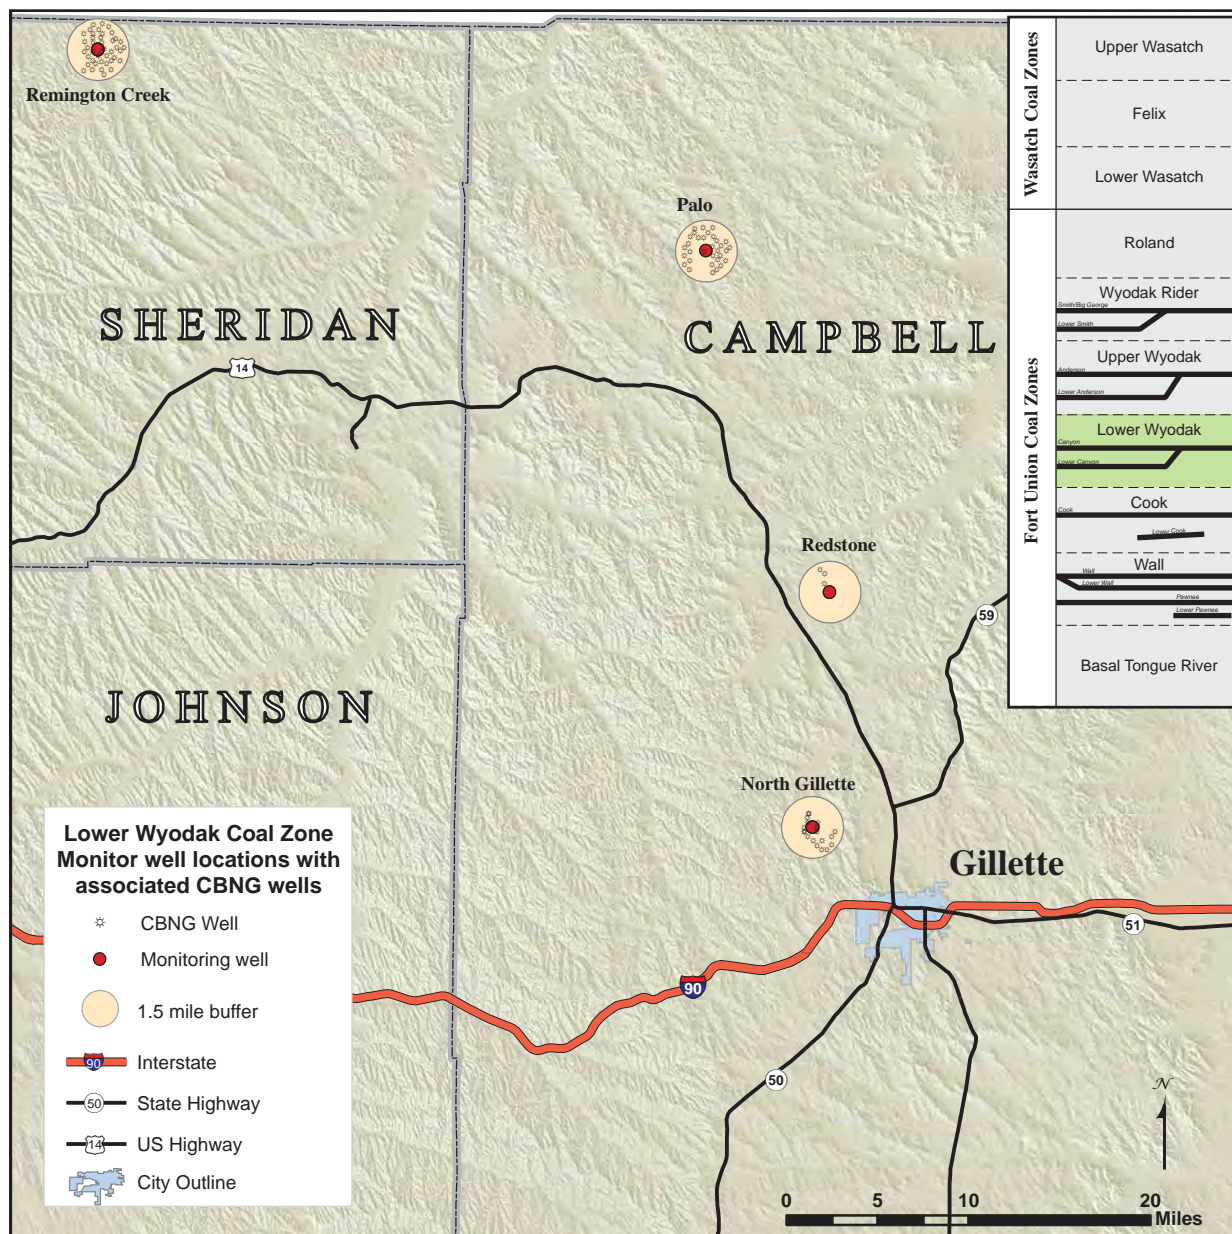 Remington Creek
Palo
SHERIDAN
CAMPBELL
14
Redstone
59
JOHNSON
North Gillette
Gillette
51
90
50
N
0 5 10 20
Miles
Lower Wyodak Coal Zone
Monitor well locations with
associated CBNG wells
CBNG Well
Monitoring well
1.5 mile buffer
90 Interstate
50 State Highway
14 US Highway
City Outline
Wasatch Coal Zones
Upper Wasatch
Felix
Lower Wasatch
Fort Union Coal Zones
Roland
Wyodak Rider
Smith/Big George
Lower Smith
Upper Wyodak
Anderson
Lower Anderson
Lower Wyodak
Canyon
Lower Canyon
Cook
Cook
Lower Cook
Wall
Wall
Lower Wall
Pawnee
Lower Pawnee
Basal Tongue River